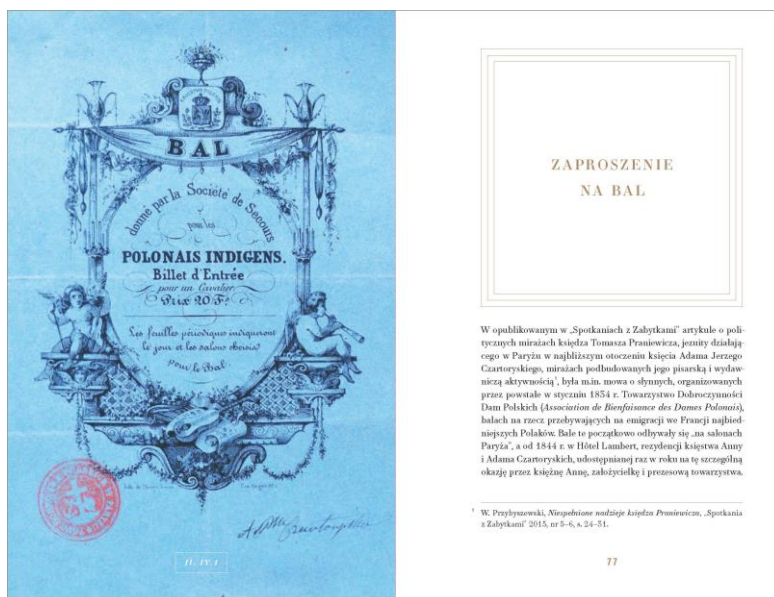 BAL
donné par la Société de Secours
pour les
POLONAIS INDIGENS.
Billet d'Entrée
pour un Cavalier
Prix 20 F.
Les feuilles périodiques indiqueront
le jour et les salons choisis
pour le Bal.
Il. IV.1
ZAPROSZENIE
NA BAL
W opublikowanym w „Spotkaniach z Zabytkami" artykule o poli-
tycznych mirażach księdza Tomasza Praniewicza, jezuity działają-
cego w Paryżu w najbliższym otoczeniu księcia Adama Jerzego
Czartoryskiego, mirażach podbudowanych jego pisarską i wydaw-
niczą aktywnością¹, była m.in. mowa o słynnych, organizowanych
przez powstałe w styczniu 1834 r. Towarzystwo Dobroczynności
Dam Polskich (Association de Bienfaisance des Dames Polonais),
balach na rzecz przebywających na emigracji we Francji najbied-
niejszych Polaków. Bale te początkowo odbywały się „na salonach
Paryża", a od 1844 r. w Hôtel Lambert, rezydencji księstwa Anny
i Adama Czartoryskich, udostępnianej raz w roku na tę szczególną
okazję przez księżnę Annę, założycielkę i prezesową towarzystwa.
¹ W. Przybyszewski, Niespełnione nadzieje księdza Praniewicza, „Spotkania
z Zabytkami" 2015, nr 5–6, s. 24–31.
77